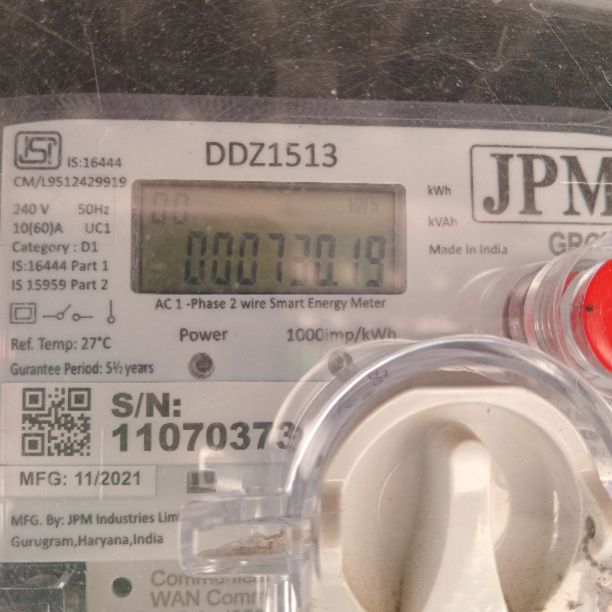 IS:16444
CM/L9512429919
DDZ1513
JPM
240 V 50Hz
10(60)A UC1
Category : D1
IS:16444 Part 1
IS 15959 Part 2
00 kWh
00073019
kWh
kVAh
Made In India
AC 1 -Phase 2 wire Smart Energy Meter
Ref. Temp: 27°C
Gurantee Period: 5½ years
Power 1000imp/kWh
S/N:
11070373
MFG: 11/2021
MFG. By: JPM Industries Lim
Gurugram,Haryana,India
WAN Comm